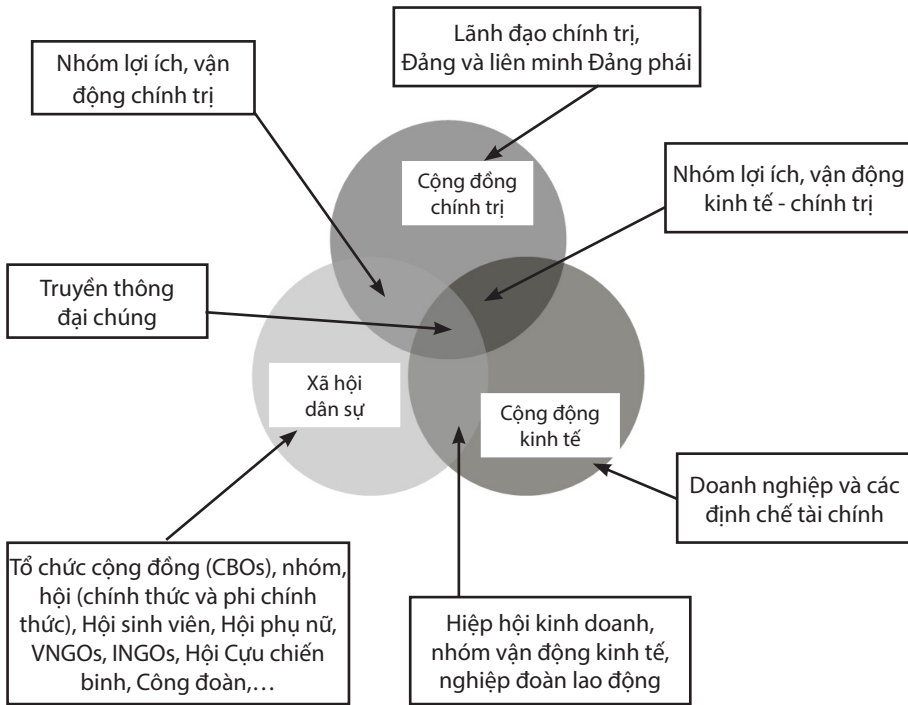 Lãnh đạo chính trị,
Đảng và liên minh Đảng phái
Nhóm lợi ích, vận
động chính trị
Cộng đồng
chính trị
Nhóm lợi ích, vận động
kinh tế - chính trị
Truyền thông
đại chúng
Xã hội
dân sự
Cộng động
kinh tế
Doanh nghiệp và các
định chế tài chính
Tổ chức cộng đồng (CBOs), nhóm,
hội (chính thức và phi chính
thức), Hội sinh viên, Hội phụ nữ,
VNGOs, INGOs, Hội Cựu chiến
binh, Công đoàn,...
Hiệp hội kinh doanh,
nhóm vận động kinh tế,
nghiệp đoàn lao động